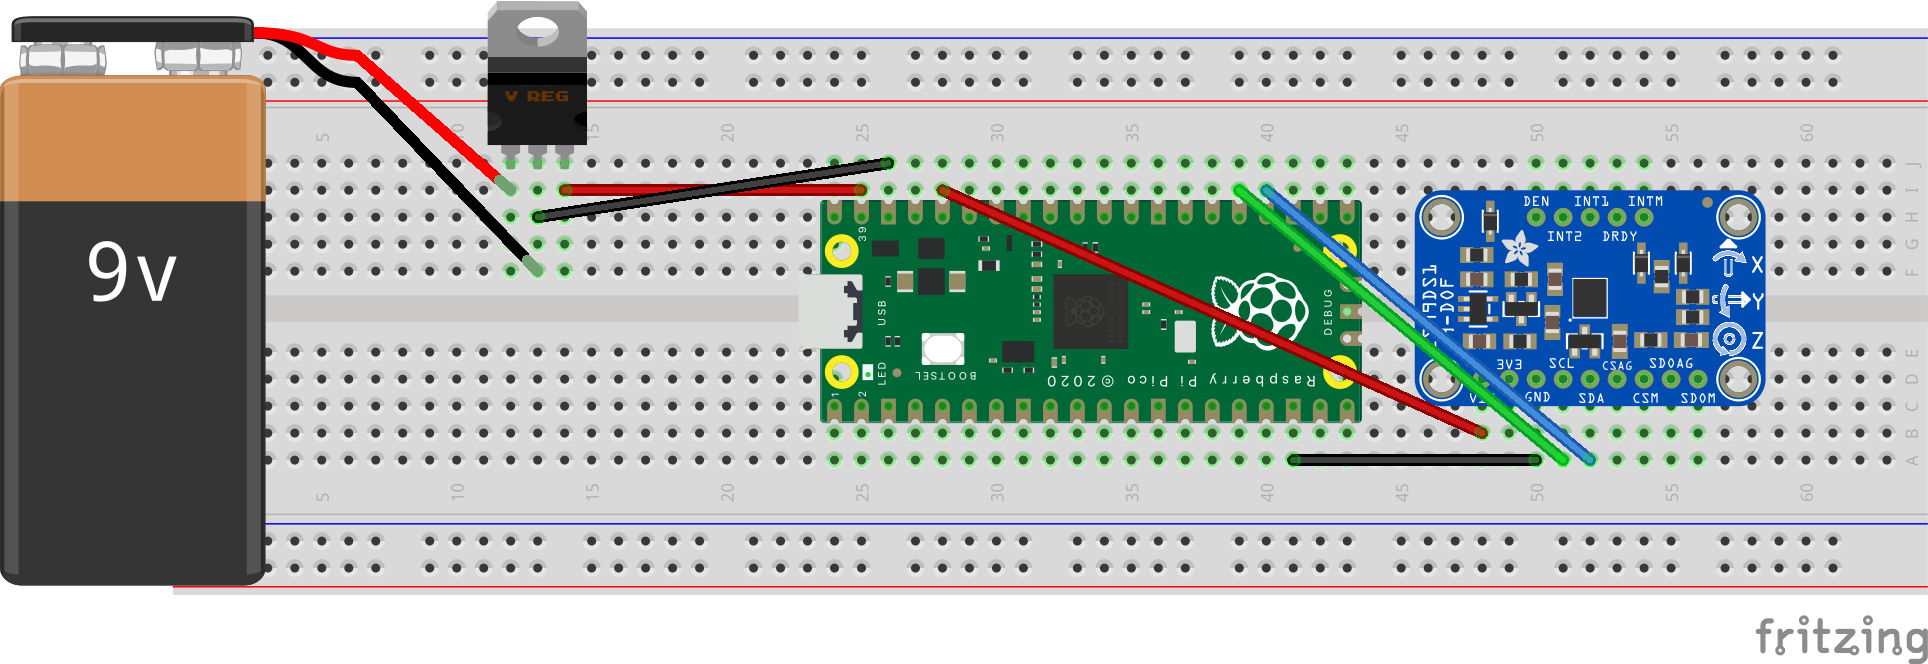 9v
V REG
5
10
15
20
25
30
35
40
45
50
55
60
J
I
H
G
F
E
D
C
B
A
39
USB
LED
1
2
BOOTSEL
Raspberry Pi Pico © 2020
DEBUG
DEN INT1 INTM
INT2 DRDY
X
Y
Z
3V3 SCL CSAG SDOAG
GND SDA CSM SDOM
5
10
15
20
25
30
35
40
45
50
55
60
fritzing